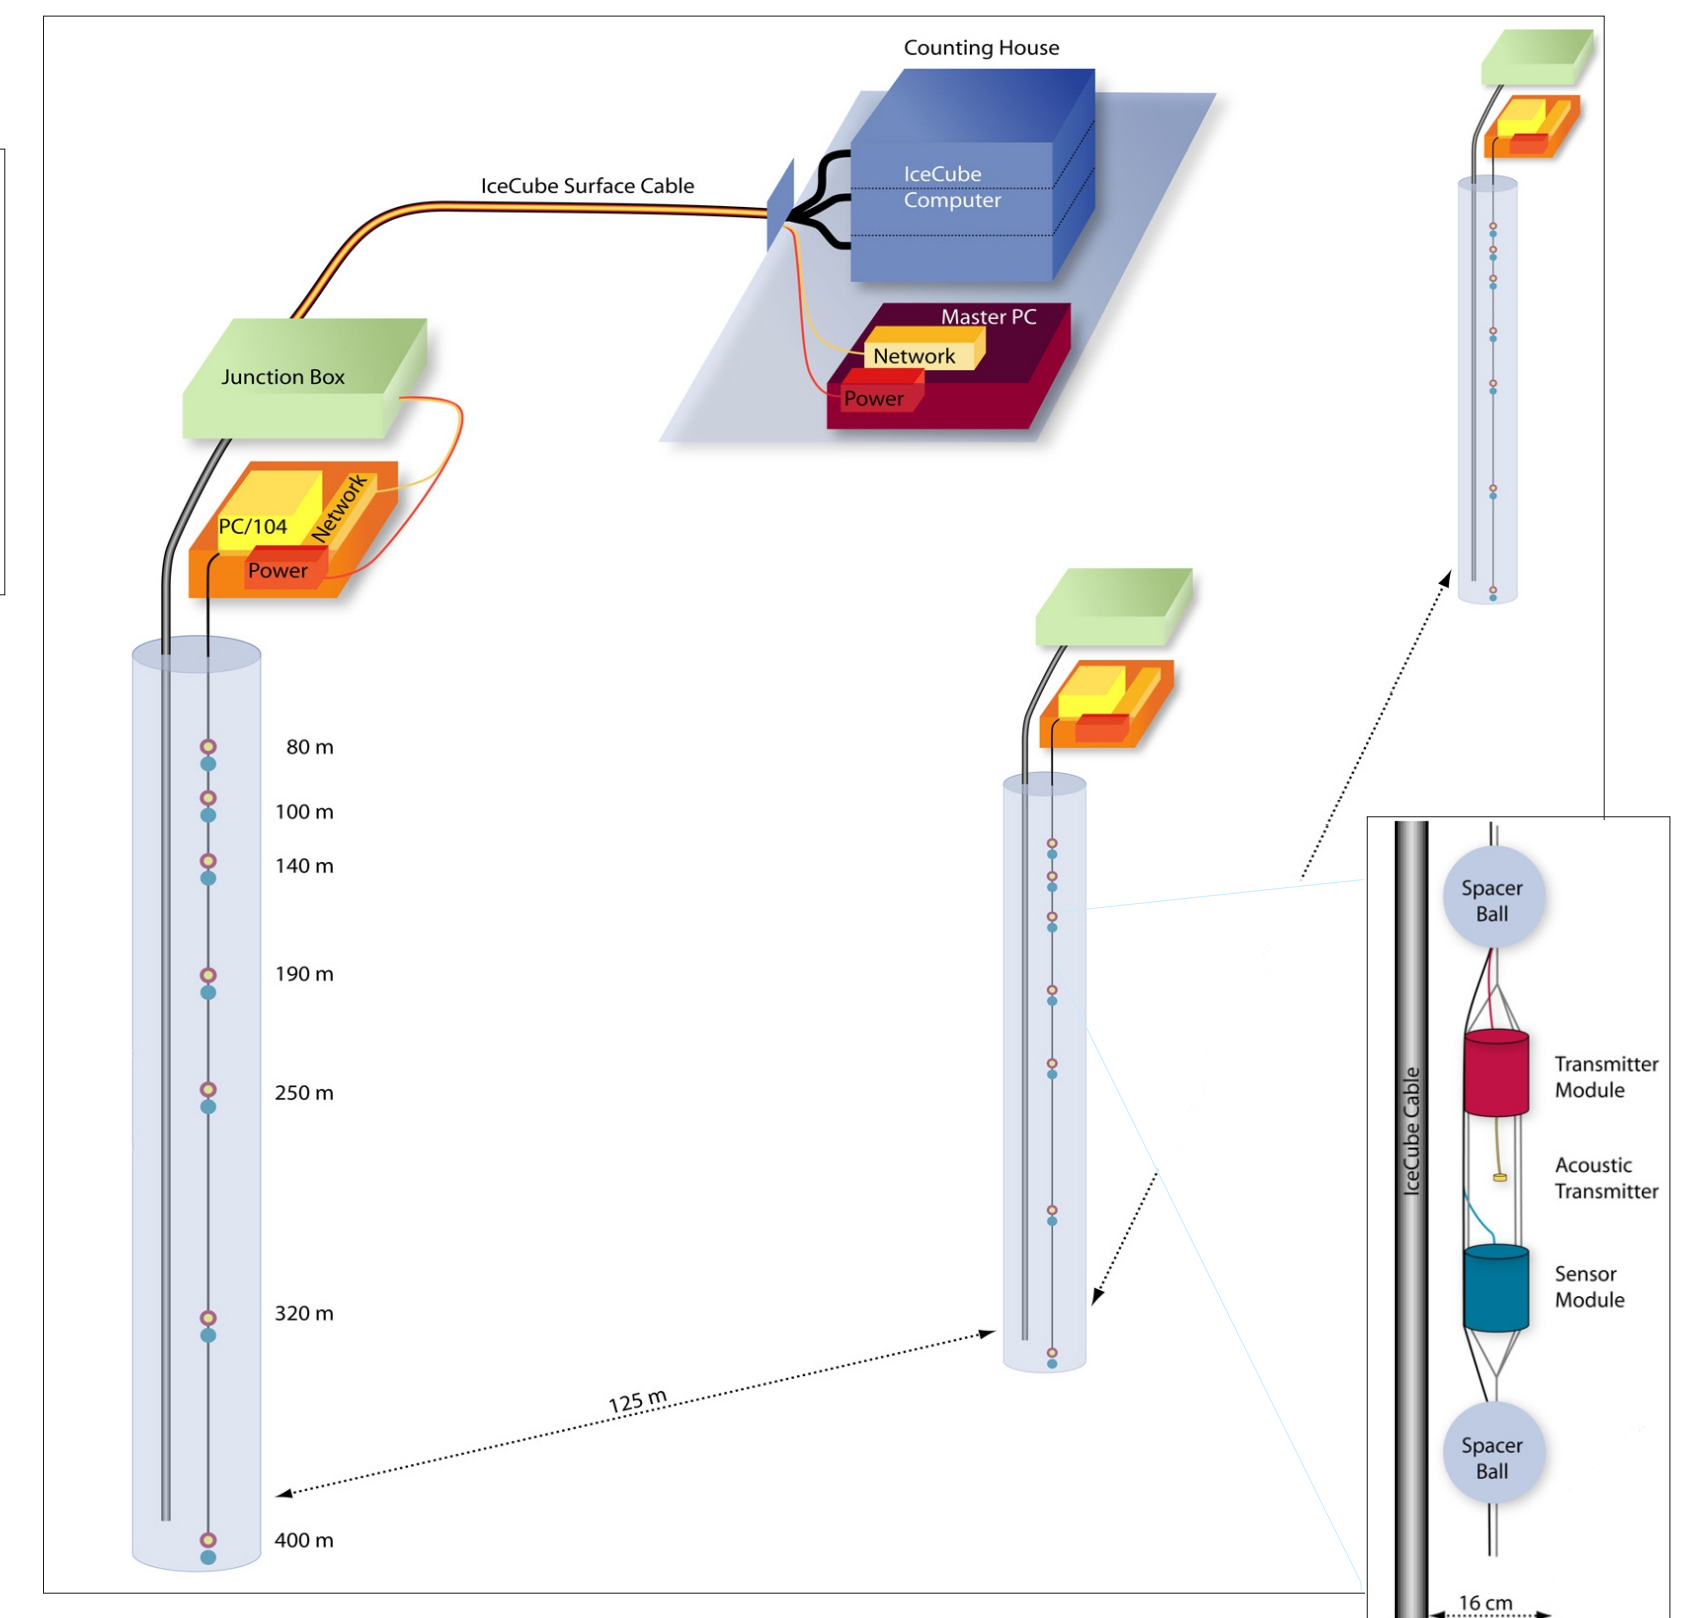 Counting House
IceCube Surface Cable
IceCube
Computer
Master PC
Network
Power
Junction Box
PC/104
Network
Power
80 m
100 m
140 m
190 m
250 m
320 m
400 m
125 m
Spacer
Ball
IceCube Cable
Transmitter
Module
Acoustic
Transmitter
Sensor
Module
Spacer
Ball
16 cm